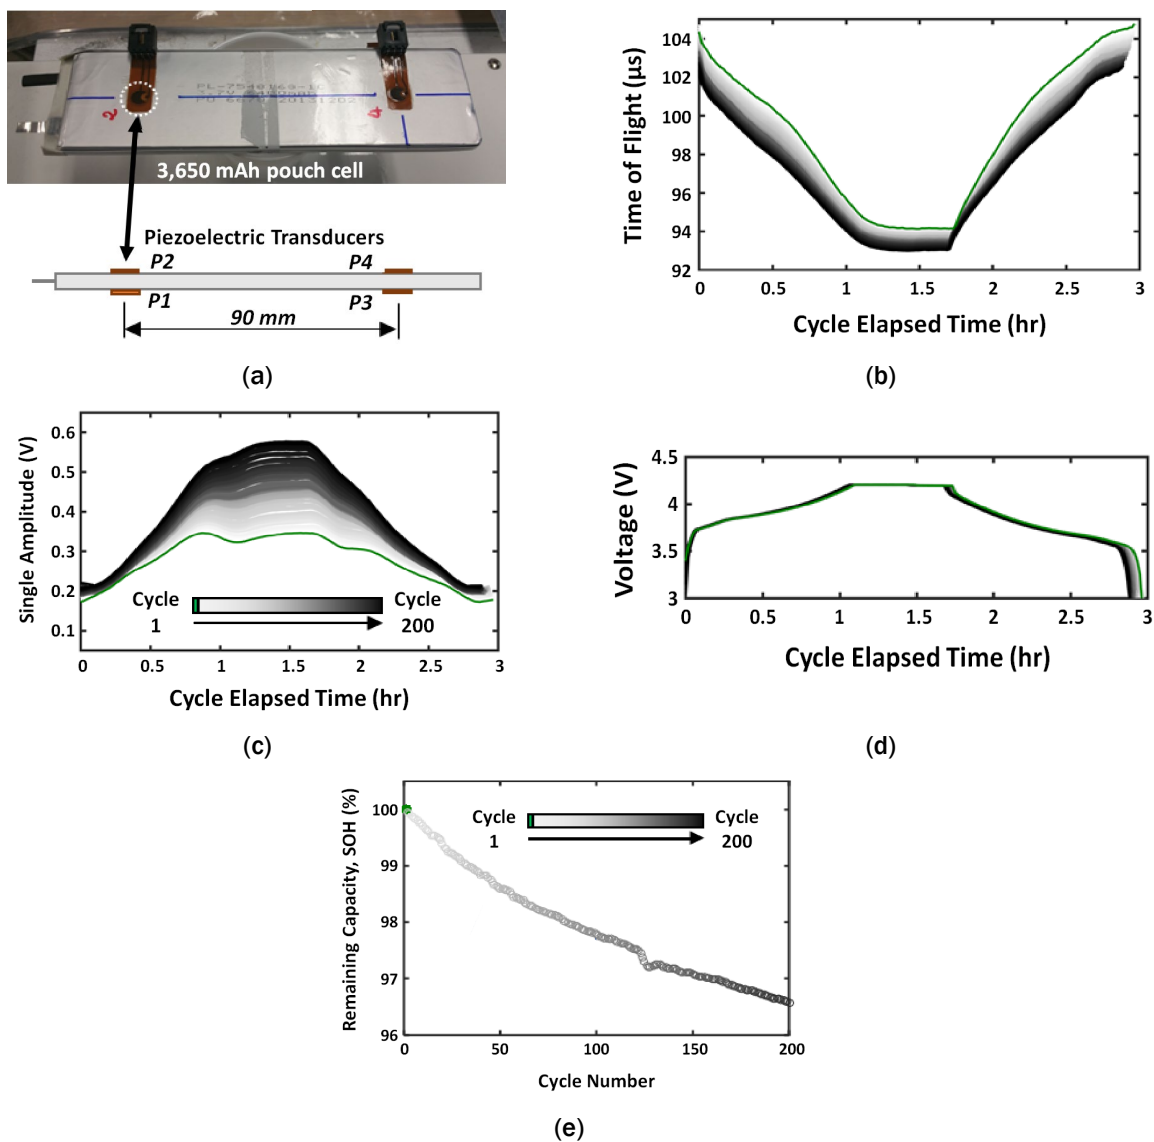 2
4
3,650 mAh pouch cell
Piezoelectric Transducers
P2
P4
P1
P3
90 mm
(a)
104
102
100
98
96
94
92
0
0.5
1
1.5
2
2.5
3
Time of Flight (µs)
Cycle Elapsed Time (hr)
(b)
0.6
0.5
0.4
0.3
0.2
0.1
0
0.5
1
1.5
2
2.5
3
Single Amplitude (V)
Cycle
1
Cycle
200
Cycle Elapsed Time (hr)
(c)
4.5
4
3.5
3
0
0.5
1
1.5
2
2.5
3
Voltage (V)
Cycle Elapsed Time (hr)
(d)
100
99
98
97
96
0
50
100
150
200
Remaining Capacity, SOH (%)
Cycle
1
Cycle
200
Cycle Number
(e)